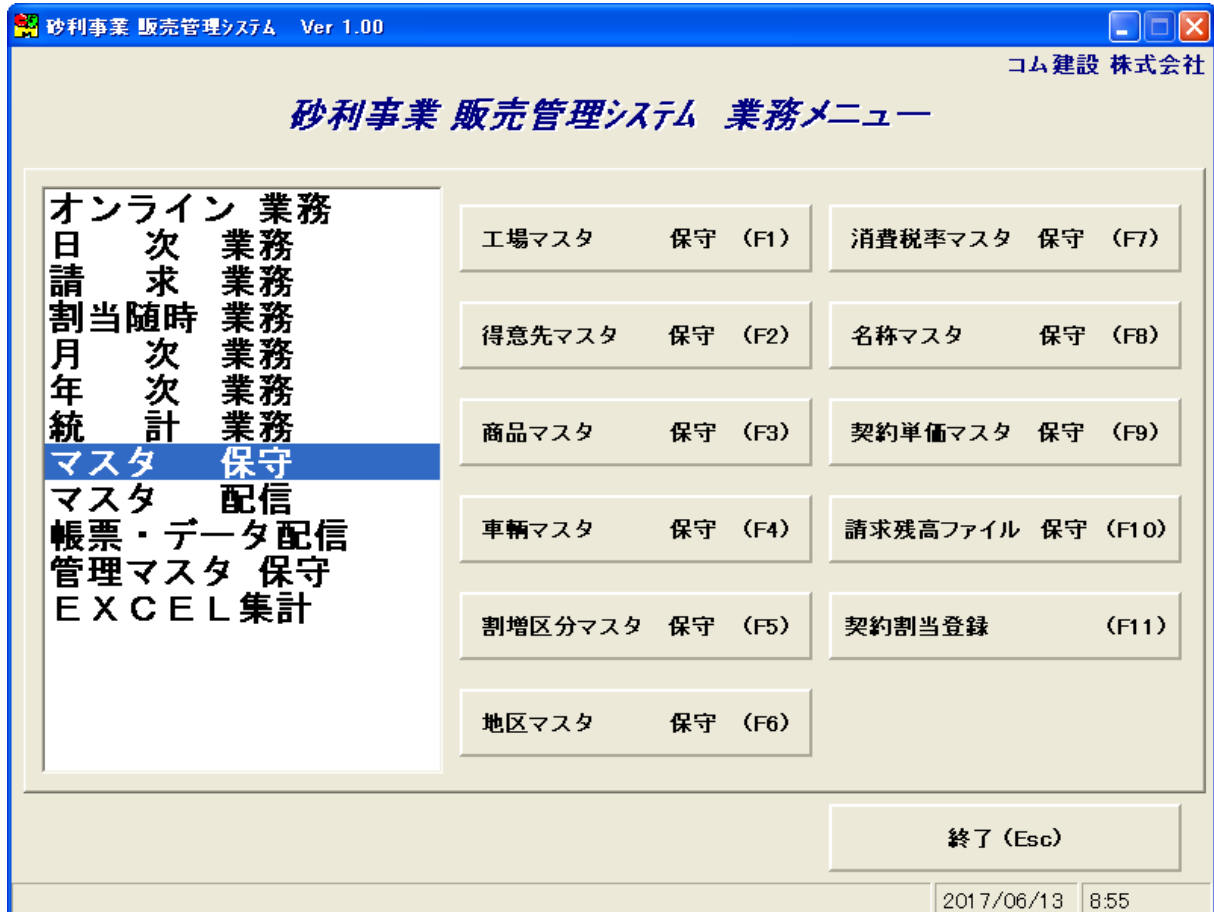 砂利事業 販売管理ｼｽﾃﾑ Ver 1.00
コム建設 株式会社
砂利事業 販売管理ｼｽﾃﾑ 業務メニュー
オンライン 業務
日 次 業務
請 求 業務
割当随時 業務
月 次 業務
年 次 業務
統 計 業務
マスタ 保守
マスタ 配信
帳票・データ配信
管理マスタ 保守
ＥＸＣＥＬ集計
工場マスタ 保守 (F1)
得意先マスタ 保守 (F2)
商品マスタ 保守 (F3)
車輌マスタ 保守 (F4)
割増区分マスタ 保守 (F5)
地区マスタ 保守 (F6)
消費税率マスタ 保守 (F7)
名称マスタ 保守 (F8)
契約単価マスタ 保守 (F9)
請求残高ファイル 保守 (F10)
契約割当登録 (F11)
終了 (Esc)
2017/06/13 8:55